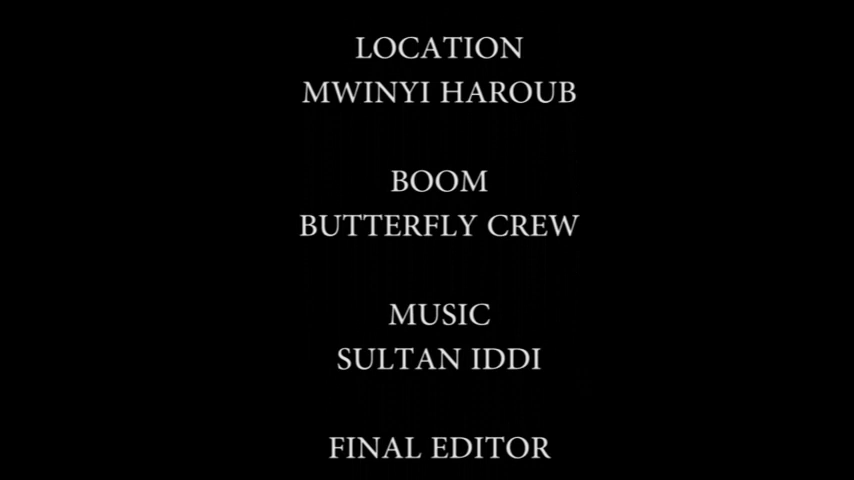 LOCATION
MWINYI HAROUB
BOOM
BUTTERFLY CREW
MUSIC
SULTAN IDDI
FINAL EDITOR